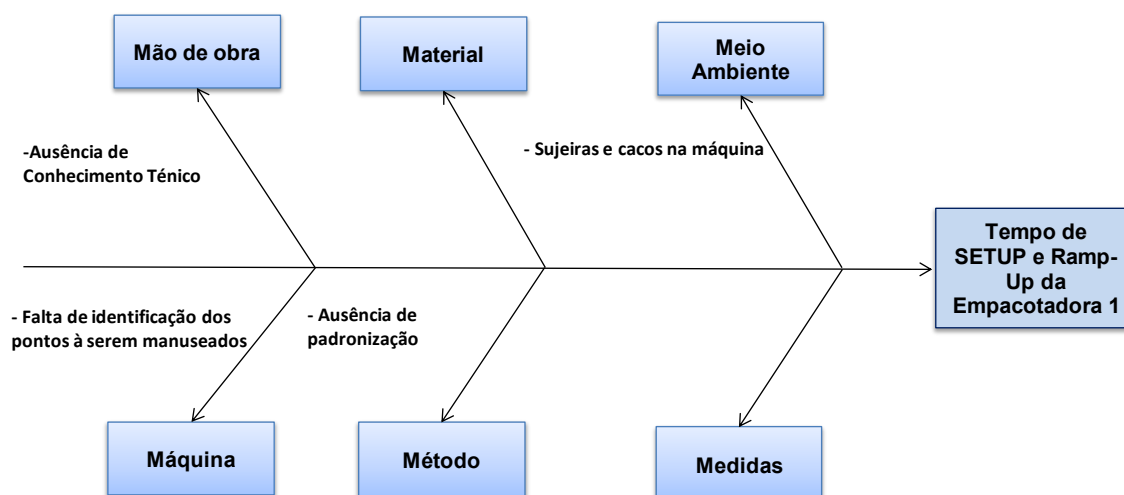 Mão de obra
Material
Meio
Ambiente
-Ausência de
Conhecimento Ténico
- Sujeiras e cacos na máquina
Tempo de
SETUP e Ramp-
Up da
Empacotadora 1
- Falta de identificação dos
pontos à serem manuseados
- Ausência de
padronização
Máquina
Método
Medidas